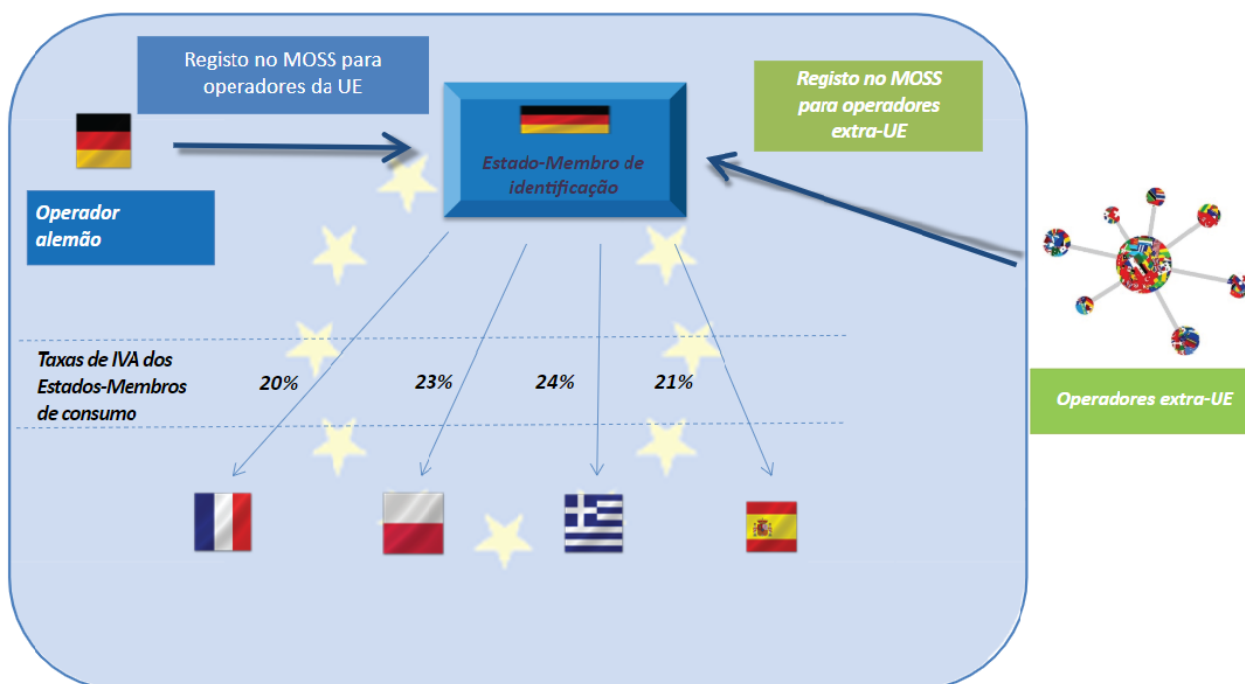 Registo no MOSS para
operadores da UE
Registo no MOSS
para operadores
extra-UE
Estado-Membro de
identificação
Operador
alemão
Taxas de IVA dos
Estados-Membros
de consumo
20%
23%
24%
21%
Operadores extra-UE